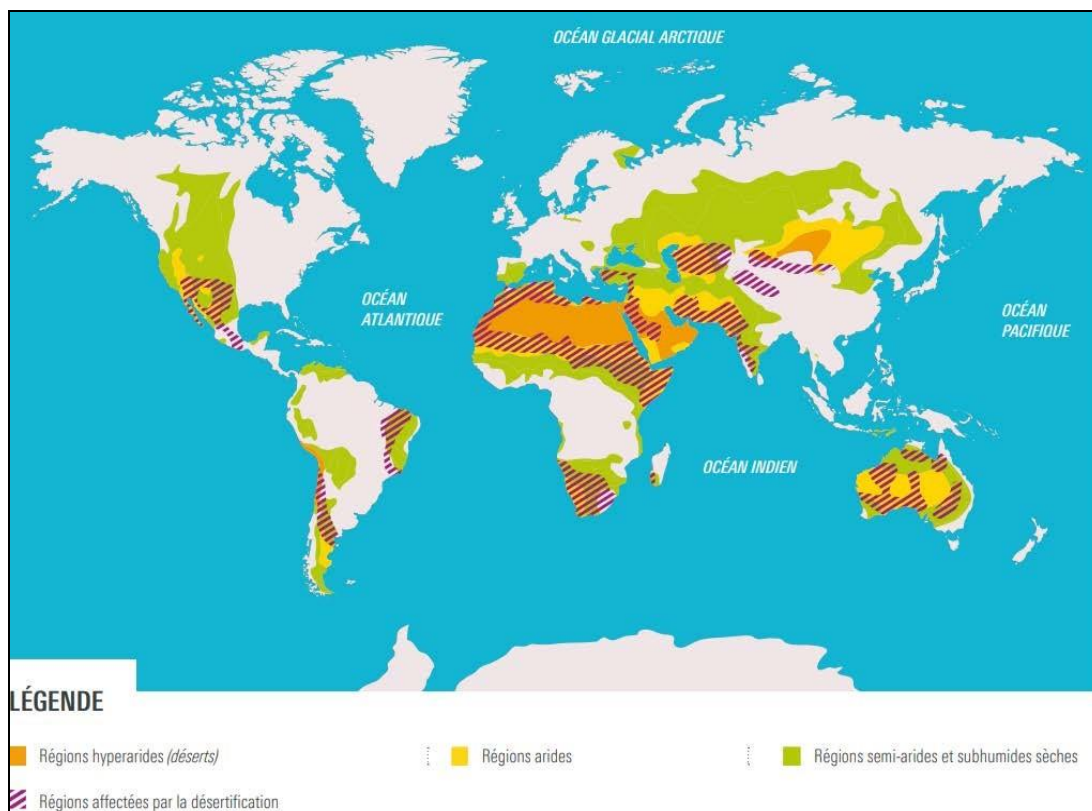 OCÉAN GLACIAL ARCTIQUE
OCÉAN
ATLANTIQUE
OCÉAN
PACIFIQUE
OCÉAN INDIEN
LÉGENDE
Régions hyperarides (déserts)
Régions arides
Régions semi-arides et subhumides sèches
Régions affectées par la désertification